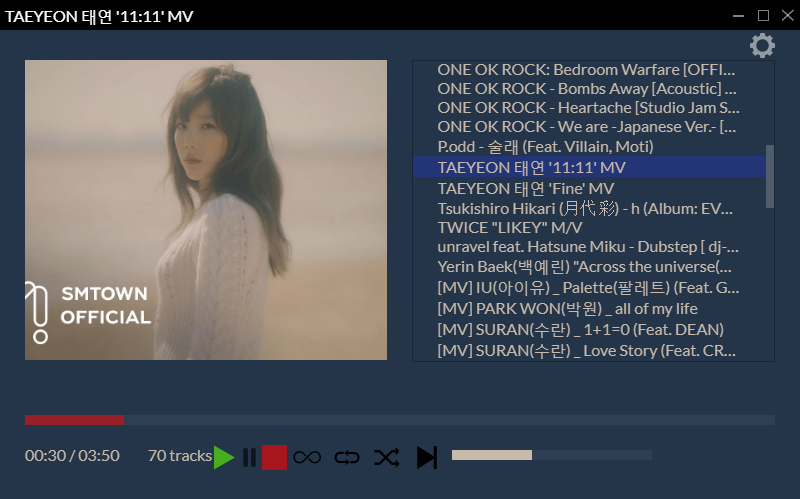 TAEYEON 태연 '11:11' MV
SMTOWN
OFFICIAL
ONE OK ROCK: Bedroom Warfare [OFFI...
ONE OK ROCK - Bombs Away [Acoustic] ...
ONE OK ROCK - Heartache [Studio Jam S...
ONE OK ROCK - We are -Japanese Ver.- [...
P.odd - 술래 (Feat. Villain, Moti)
TAEYEON 태연 '11:11' MV
TAEYEON 태연 'Fine' MV
Tsukishiro Hikari (月代 彩) - h (Album: EV...
TWICE "LIKEY" M/V
unravel feat. Hatsune Miku - Dubstep [ dj-...
Yerin Baek(백예린) "Across the universe(...
[MV] IU(아이유) _ Palette(팔레트) (Feat. G...
[MV] PARK WON(박원) _ all of my life
[MV] SURAN(수란) _ 1+1=0 (Feat. DEAN)
[MV] SURAN(수란) _ Love Story (Feat. CR...
00:30 / 03:50
70 tracks